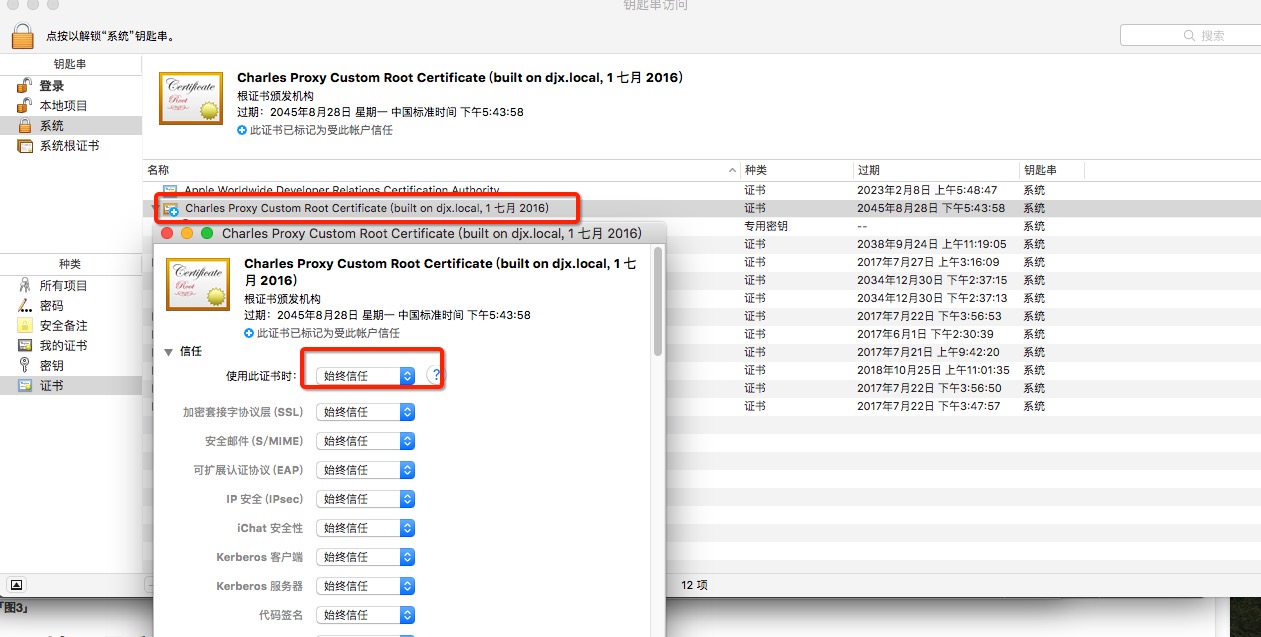 钥匙串访问
点按以解锁“系统”钥匙串。
搜索
钥匙串
登录
本地项目
系统
系统根证书
种类
所有项目
密码
安全备注
我的证书
密钥
证书
Certificate
Root
Charles Proxy Custom Root Certificate (built on djx.local, 1 七月 2016)
根证书颁发机构
过期：2045年8月28日 星期一 中国标准时间 下午5:43:58
此证书已标记为受此帐户信任
名称 种类 过期 钥匙串
Apple Worldwide Developer Relations Certification Authority 证书 2023年2月8日 上午5:48:47 系统
Charles Proxy Custom Root Certificate (built on djx.local, 1 七月 2016) 证书 2045年8月28日 下午5:43:58 系统
专用密钥 -- 系统
证书 2038年9月24日 上午11:19:05 系统
证书 2017年7月27日 上午3:16:09 系统
证书 2034年12月30日 下午2:37:15 系统
证书 2034年12月30日 下午2:37:13 系统
证书 2017年7月22日 下午3:56:53 系统
证书 2017年6月1日 下午2:30:39 系统
证书 2017年7月21日 上午9:42:20 系统
证书 2018年10月25日 上午11:01:35 系统
证书 2017年7月22日 下午3:56:50 系统
证书 2017年7月22日 下午3:47:57 系统
12 项
Charles Proxy Custom Root Certificate (built on djx.local, 1 七月 2016)
Certificate
Root
Charles Proxy Custom Root Certificate (built on djx.local, 1 七
月 2016)
根证书颁发机构
过期：2045年8月28日 星期一 中国标准时间 下午5:43:58
此证书已标记为受此帐户信任
信任
使用此证书时： 始终信任 ?
加密套接字协议层 (SSL) 始终信任
安全邮件 (S/MIME) 始终信任
可扩展认证协议 (EAP) 始终信任
IP 安全 (IPsec) 始终信任
iChat 安全性 始终信任
Kerberos 客户端 始终信任
Kerberos 服务器 始终信任
代码签名 始终信任
「图3」